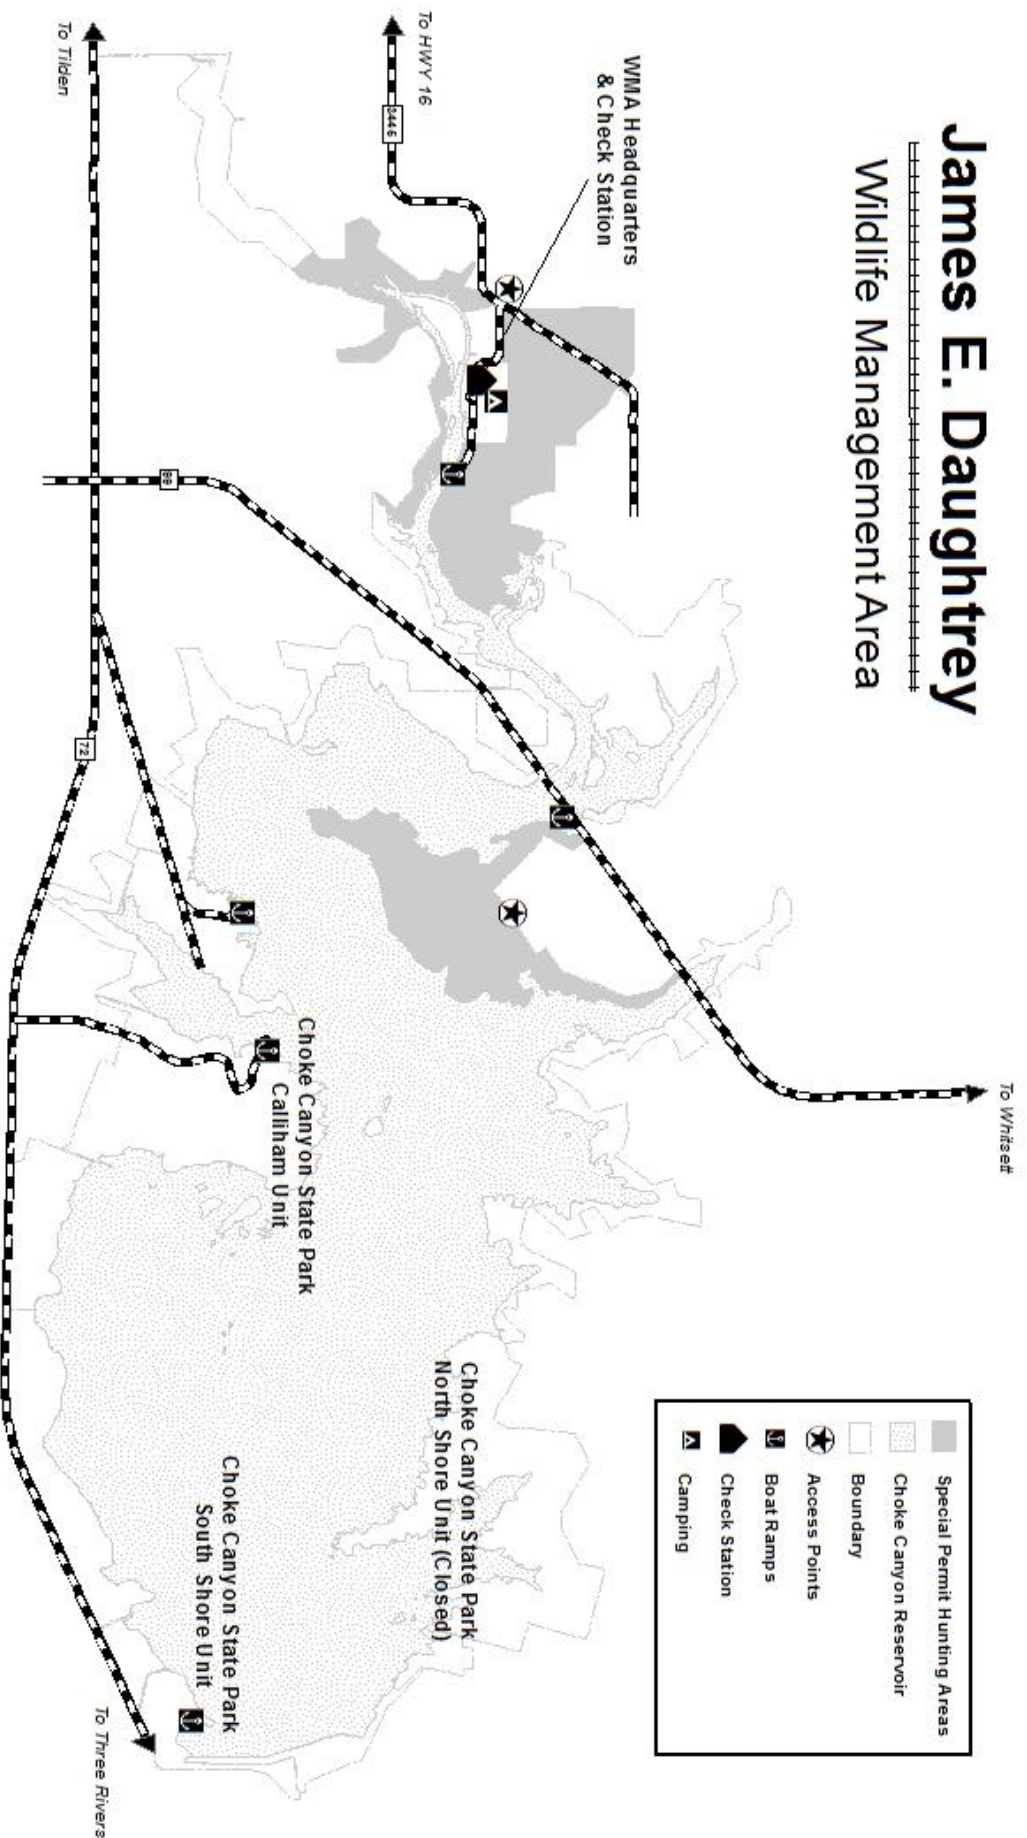 James E. Daughtrey
Wildlife Management Area
To HWY 16
3445
To Tilden
WMA Headquarters
& Check Station
99
72
To Whitsett
Choke Canyon State Park
Calliham Unit
Choke Canyon State Park
North Shore Unit (Closed)
Choke Canyon State Park
South Shore Unit
To Three Rivers
Special Permit Hunting Areas
Choke Canyon Reservoir
Boundary
Access Points
Boat Ramps
Check Station
Camping